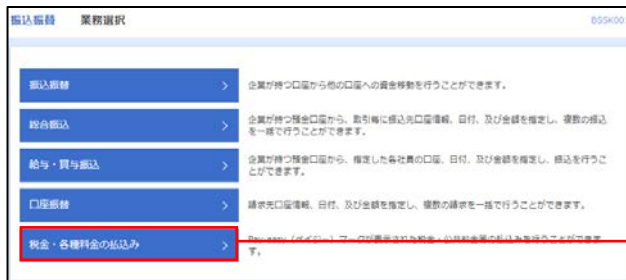 振込振替 業務選択 BSSK00
振込振替 企業が持つ口座から他の口座への資金移動を行うことができます。
総合振込 企業が持つ預金口座から、取引毎に振込先口座情報、日付、及び金額を指定し、複数の振込
を一括で行うことができます。
給与・賞与振込 企業が持つ預金口座から、指定した各社員の口座、日付、及び金額を指定し、振込を行うこ
とができます。
口座振替 請求先口座情報、日付、及び金額を指定し、複数の請求を一括で行うことができます。
税金・各種料金の払込み Pay-easy（ペイジー）マークが表示された税金・公共料金等の払込みを行うことができま
す。